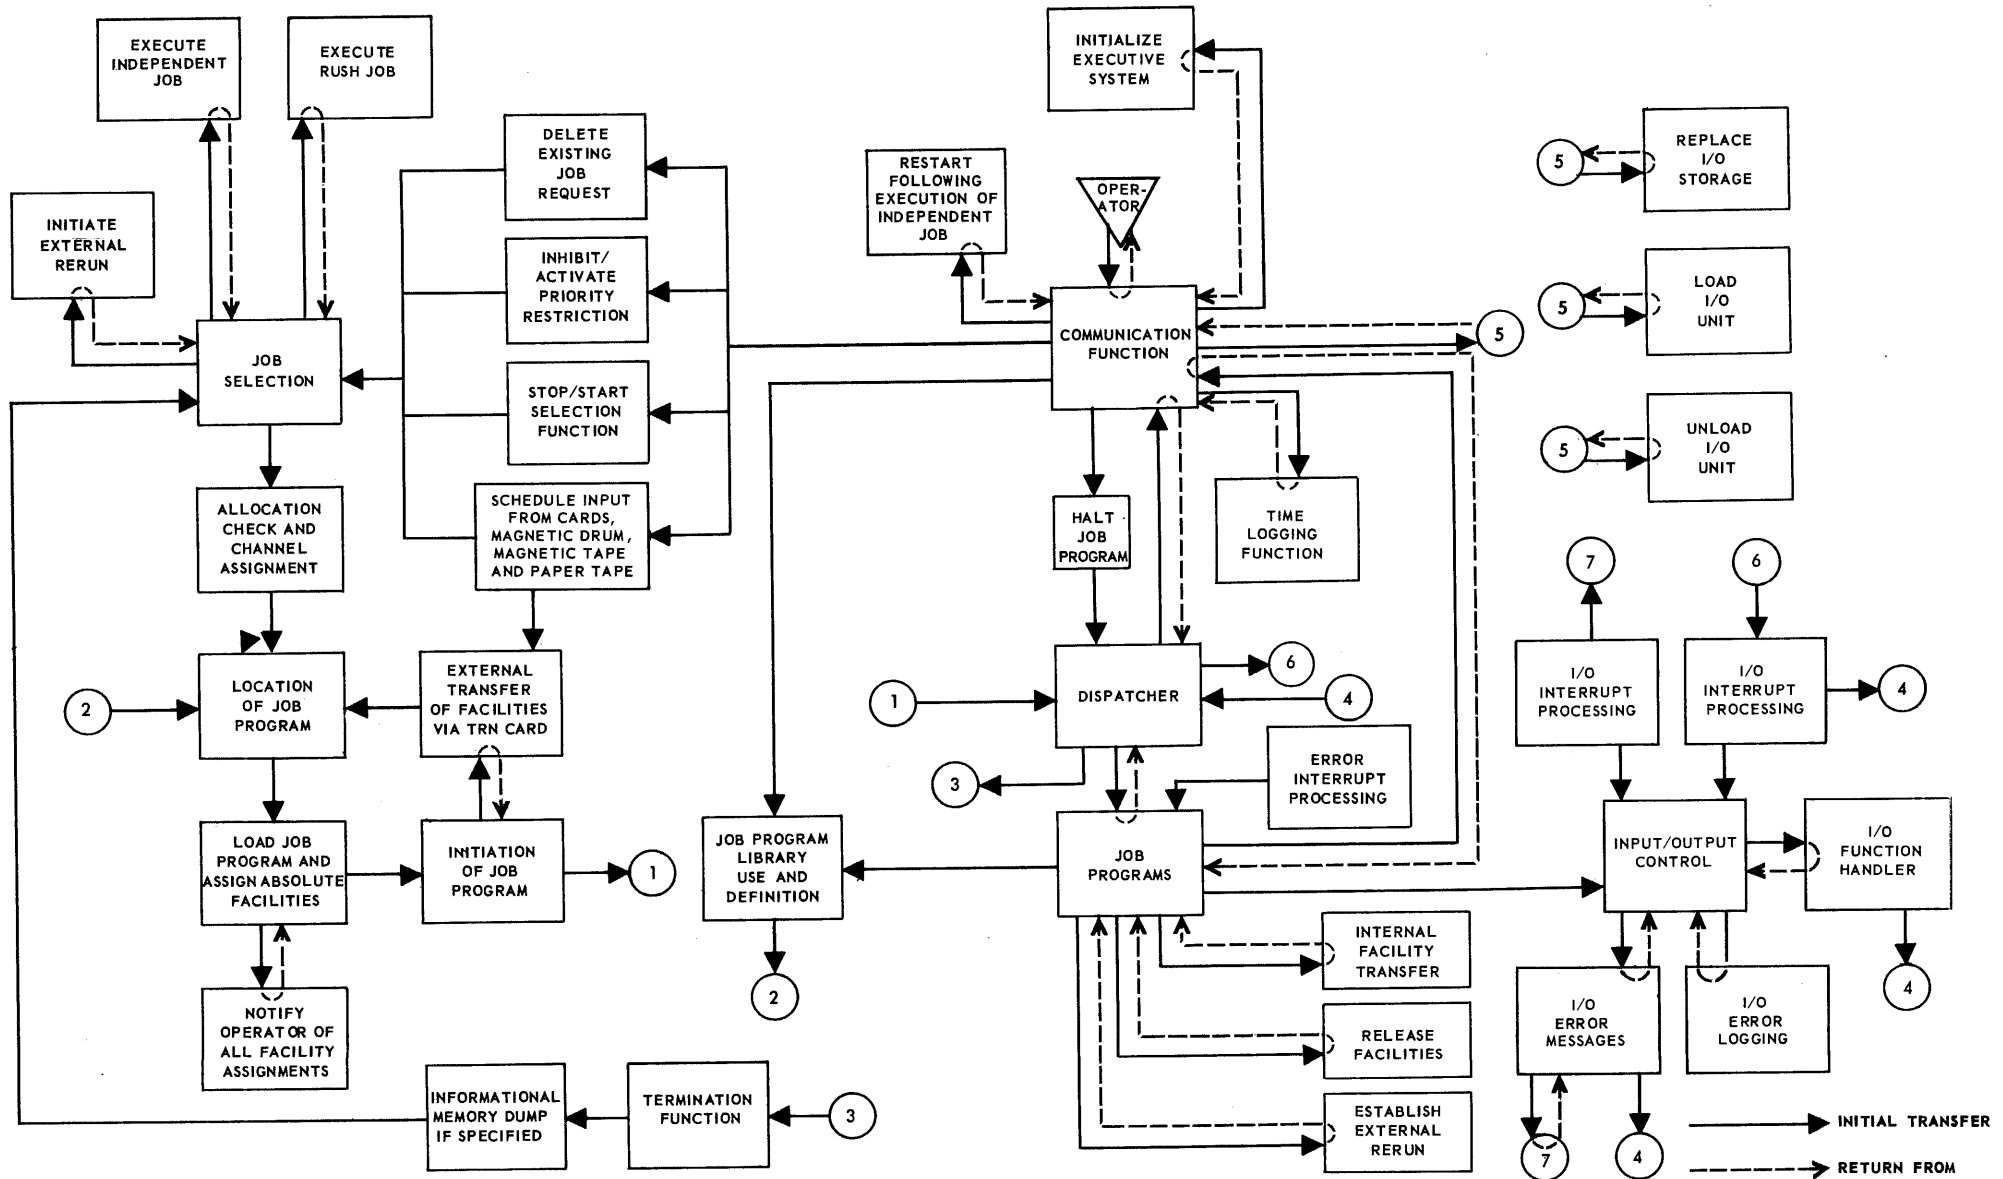 EXECUTE
INDEPENDENT
JOB
EXECUTE
RUSH JOB
INITIATE
EXTERNAL
RERUN
DELETE
EXISTING
JOB
REQUEST
INHIBIT/
ACTIVATE
PRIORITY
RESTRICTION
STOP/START
SELECTION
FUNCTION
SCHEDULE INPUT
FROM CARDS,
MAGNETIC DRUM,
MAGNETIC TAPE
AND PAPER TAPE
JOB
SELECTION
ALLOCATION
CHECK AND
CHANNEL
ASSIGNMENT
2
LOCATION
OF JOB
PROGRAM
EXTERNAL
TRANSFER
OF FACILITIES
VIA TRN CARD
LOAD JOB
PROGRAM AND
ASSIGN ABSOLUTE
FACILITIES
INITIATION
OF JOB
PROGRAM
1
NOTIFY
OPERATOR OF
ALL FACILITY
ASSIGNMENTS
INFORMATIONAL
MEMORY DUMP
IF SPECIFIED
TERMINATION
FUNCTION
3
INITIALIZE
EXECUTIVE
SYSTEM
RESTART
FOLLOWING
EXECUTION OF
INDEPENDENT
JOB
OPER-
ATOR
COMMUNICATION
FUNCTION
5
HALT
JOB
PROGRAM
TIME
LOGGING
FUNCTION
1
DISPATCHER
6
4
3
ERROR
INTERRUPT
PROCESSING
JOB PROGRAM
LIBRARY
USE AND
DEFINITION
2
JOB
PROGRAMS
INTERNAL
FACILITY
TRANSFER
RELEASE
FACILITIES
ESTABLISH
EXTERNAL
RERUN
5
REPLACE
I/O
STORAGE
5
LOAD
I/O
UNIT
5
UNLOAD
I/O
UNIT
7
6
I/O
INTERRUPT
PROCESSING
I/O
INTERRUPT
PROCESSING
4
INPUT/OUTPUT
CONTROL
I/O
FUNCTION
HANDLER
4
I/O
ERROR
MESSAGES
I/O
ERROR
LOGGING
7
4
INITIAL TRANSFER
RETURN FROM